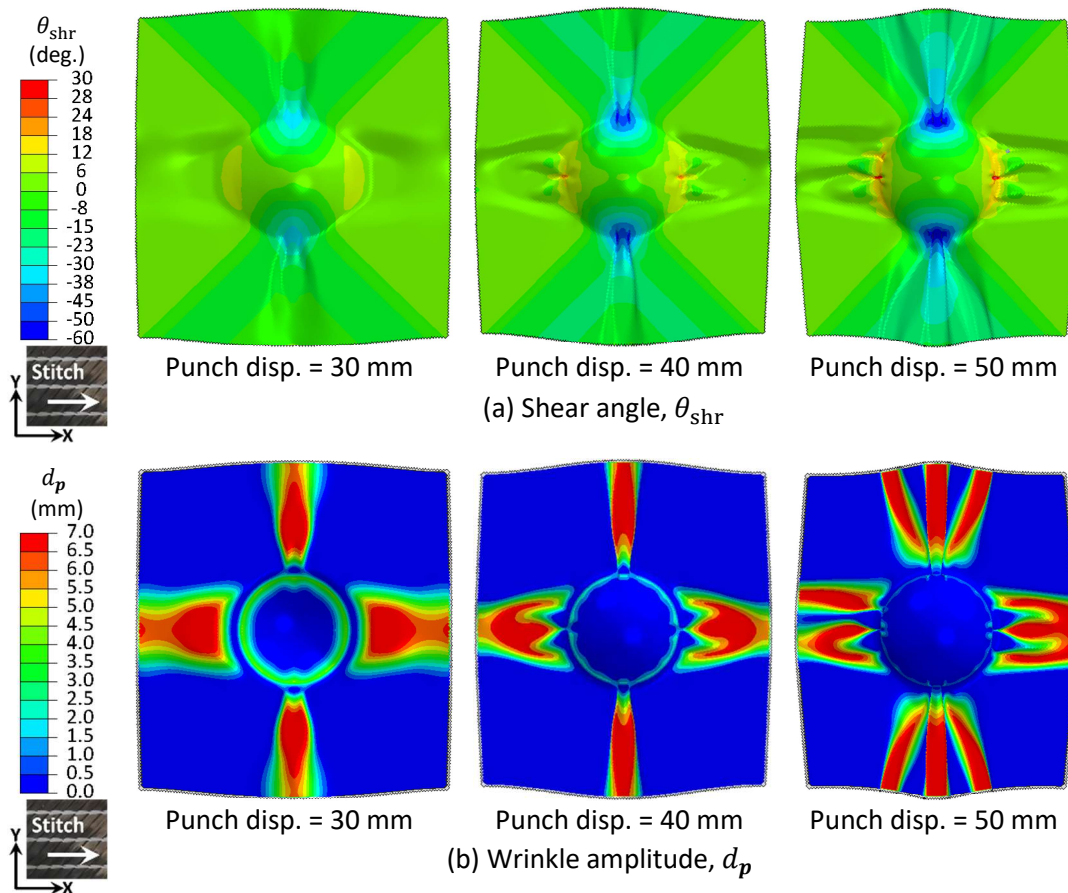 θshr
(deg.)
30
28
24
18
12
6
0
-8
-15
-23
-30
-38
-45
-50
-60
Stitch
Y
X
Punch disp. = 30 mm
Punch disp. = 40 mm
Punch disp. = 50 mm
(a) Shear angle, θshr
dp
(mm)
7.0
6.5
6.0
5.5
5.0
4.5
4.0
3.5
3.0
2.5
2.0
1.5
1.0
0.5
0.0
Stitch
Y
X
Punch disp. = 30 mm
Punch disp. = 40 mm
Punch disp. = 50 mm
(b) Wrinkle amplitude, dp